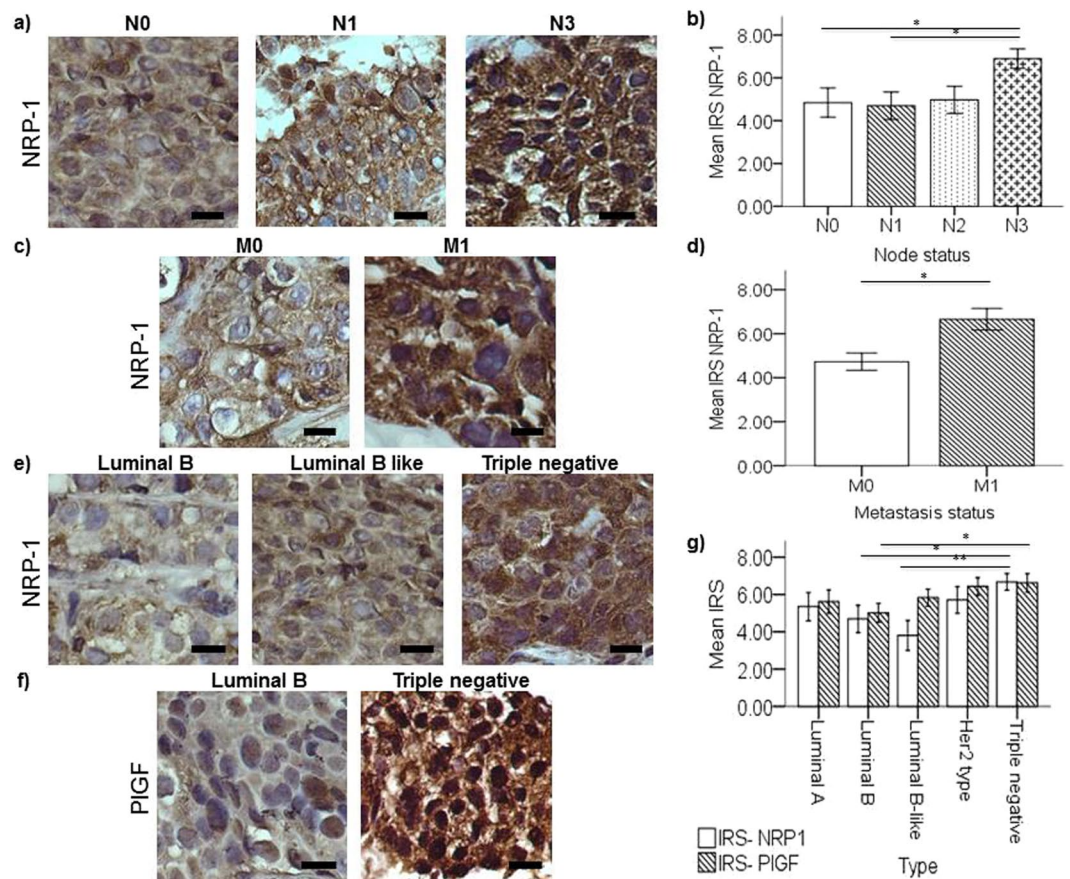 a)
N0 N1 N3
NRP-1
b)
* 
*
8.00
6.00
4.00
2.00
0.00
Mean IRS NRP-1
N0 N1 N2 N3
Node status
c)
M0 M1
NRP-1
d)
*
8.00
6.00
4.00
2.00
0.00
Mean IRS NRP-1
M0 M1
Metastasis status
e)
Luminal B Luminal B like Triple negative
NRP-1
f)
Luminal B Triple negative
PlGF
g)
*
*
**
8.00
6.00
4.00
2.00
0.00
Mean IRS
Luminal A
Luminal B
Luminal B-like
Her2 type
Triple negative
Type
IRS- NRP1
IRS- PlGF